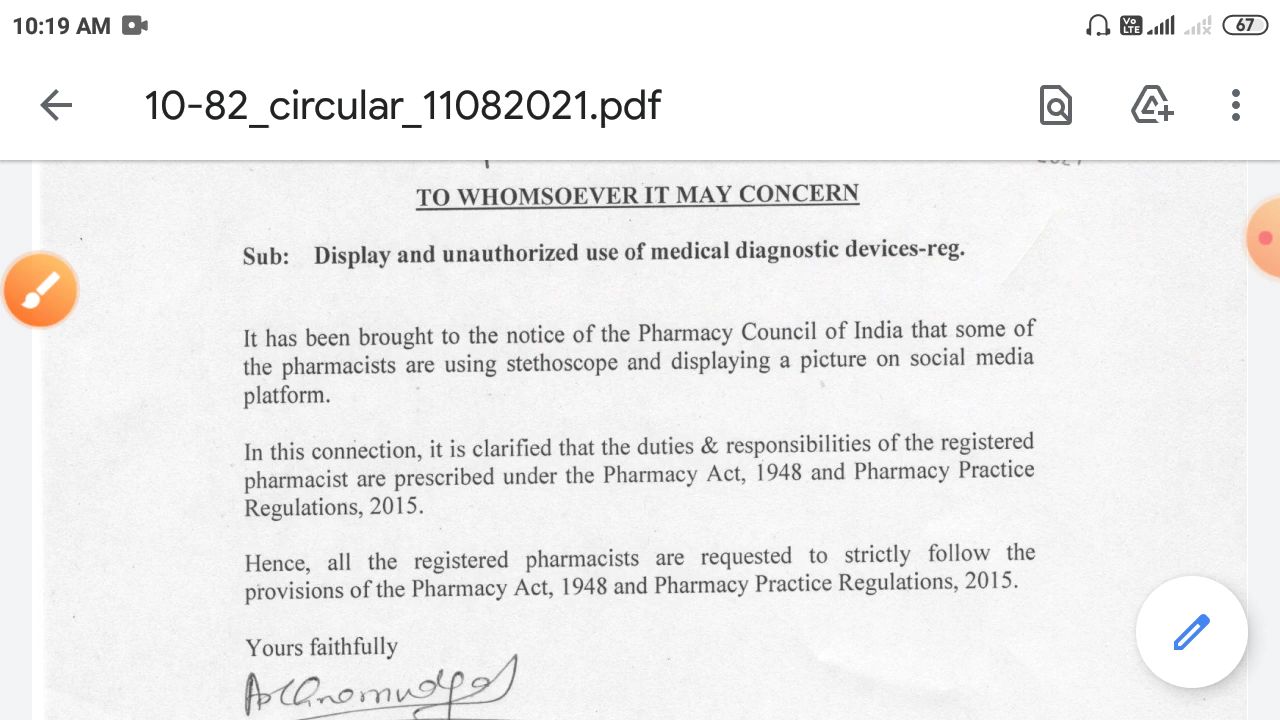 10:19 AM
Vo LTE
67
10-82_circular_11082021.pdf
TO WHOMSOEVER IT MAY CONCERN
Sub: Display and unauthorized use of medical diagnostic devices-reg.
It has been brought to the notice of the Pharmacy Council of India that some of
the pharmacists are using stethoscope and displaying a picture on social media
platform.
In this connection, it is clarified that the duties & responsibilities of the registered
pharmacist are prescribed under the Pharmacy Act, 1948 and Pharmacy Practice
Regulations, 2015.
Hence, all the registered pharmacists are requested to strictly follow the
provisions of the Pharmacy Act, 1948 and Pharmacy Practice Regulations, 2015.
Yours faithfully